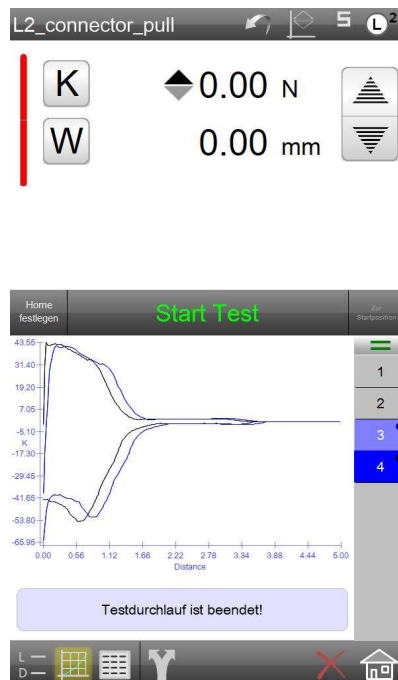 L2_connector_pull
S
L2
K
0.00 N
W
0.00 mm
Home
festlegen
Start Test
Zur
Startposition
43.55
31.40
19.20
7.05
-5.10
K
-17.30
-29.45
-41.65
-53.80
-65.95
0.00 0.56 1.12 1.66 2.22 2.78 3.34 3.88 4.44 5.00
Distance
1
2
3
4
Testdurchlauf ist beendet!
L
D